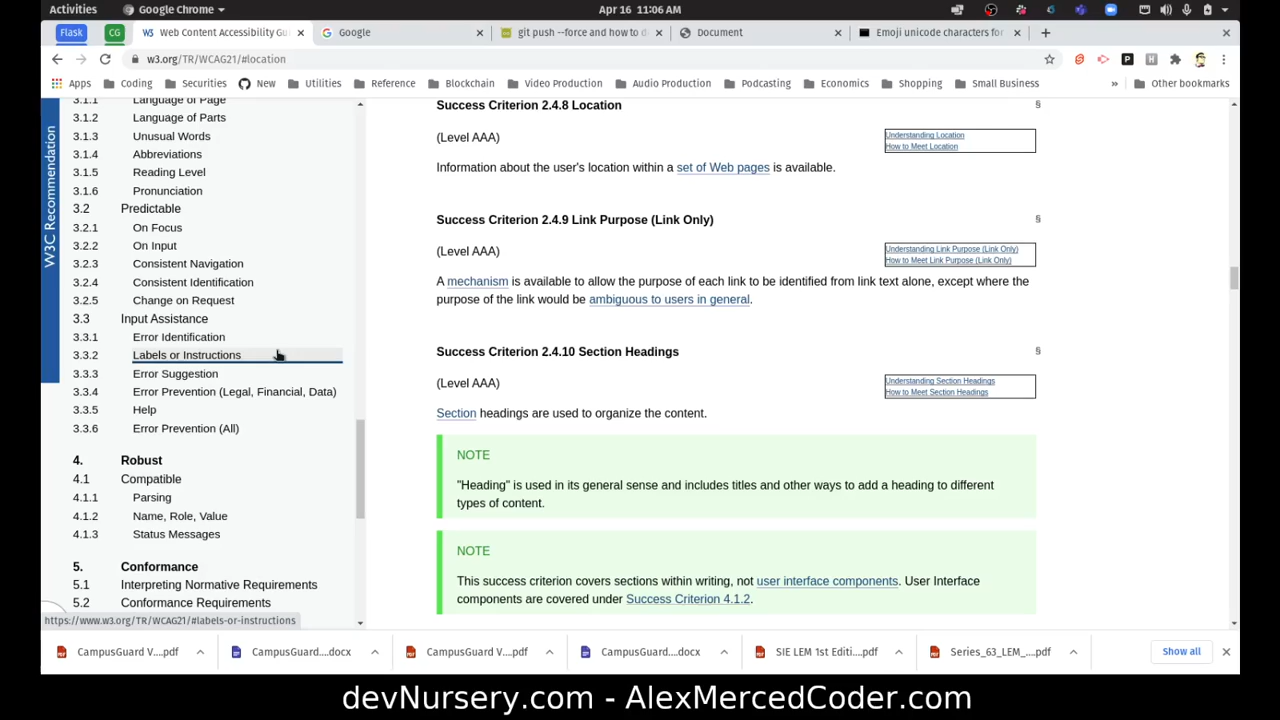 Activities
Google Chrome
Apr 16 11:06 AM
Flask
CG
Web Content Accessibility Gu
Google
git push --force and how to d
Document
Emoji unicode characters for
w3.org/TR/WCAG21/#location
Apps
Coding
Securities
New
Utilities
Reference
Blockchain
Video Production
Audio Production
Podcasting
Economics
Shopping
Small Business
Other bookmarks
W3C Recommendation
3.1.1 Language of Page
3.1.2 Language of Parts
3.1.3 Unusual Words
3.1.4 Abbreviations
3.1.5 Reading Level
3.1.6 Pronunciation
3.2 Predictable
3.2.1 On Focus
3.2.2 On Input
3.2.3 Consistent Navigation
3.2.4 Consistent Identification
3.2.5 Change on Request
3.3 Input Assistance
3.3.1 Error Identification
3.3.2 Labels or Instructions
3.3.3 Error Suggestion
3.3.4 Error Prevention (Legal, Financial, Data)
3.3.5 Help
3.3.6 Error Prevention (All)
4. Robust
4.1 Compatible
4.1.1 Parsing
4.1.2 Name, Role, Value
4.1.3 Status Messages
5. Conformance
5.1 Interpreting Normative Requirements
5.2 Conformance Requirements
https://www.w3.org/TR/WCAG21/#labels-or-instructions
Success Criterion 2.4.8 Location §
(Level AAA)
Understanding Location
How to Meet Location
Information about the user's location within a set of Web pages is available.
Success Criterion 2.4.9 Link Purpose (Link Only) §
(Level AAA)
Understanding Link Purpose (Link Only)
How to Meet Link Purpose (Link Only)
A mechanism is available to allow the purpose of each link to be identified from link text alone, except where the
purpose of the link would be ambiguous to users in general.
Success Criterion 2.4.10 Section Headings §
(Level AAA)
Understanding Section Headings
How to Meet Section Headings
Section headings are used to organize the content.
NOTE
"Heading" is used in its general sense and includes titles and other ways to add a heading to different
types of content.
NOTE
This success criterion covers sections within writing, not user interface components. User Interface
components are covered under Success Criterion 4.1.2.
CampusGuard V....pdf
CampusGuard....docx
CampusGuard V....pdf
CampusGuard....docx
SIE LEM 1st Editi....pdf
Series_63_LEM_....pdf
Show all
devNursery.com - AlexMercedCoder.com